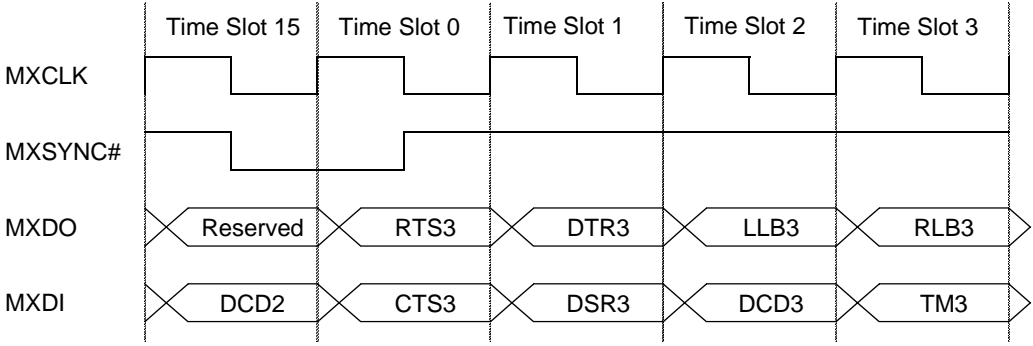 Time Slot 15 Time Slot 0 Time Slot 1 Time Slot 2 Time Slot 3
MXCLK
MXSYNC#
MXDO Reserved RTS3 DTR3 LLB3 RLB3
MXDI DCD2 CTS3 DSR3 DCD3 TM3